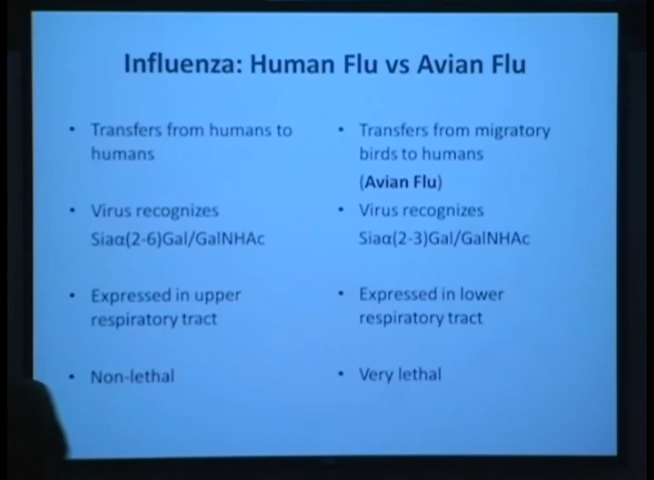 Influenza: Human Flu vs Avian Flu
• Transfers from humans to
humans
• Virus recognizes
Siaα(2-6)Gal/GalNHAc
• Expressed in upper
respiratory tract
• Non-lethal
• Transfers from migratory
birds to humans
(Avian Flu)
• Virus recognizes
Siaα(2-3)Gal/GalNHAc
• Expressed in lower
respiratory tract
• Very lethal